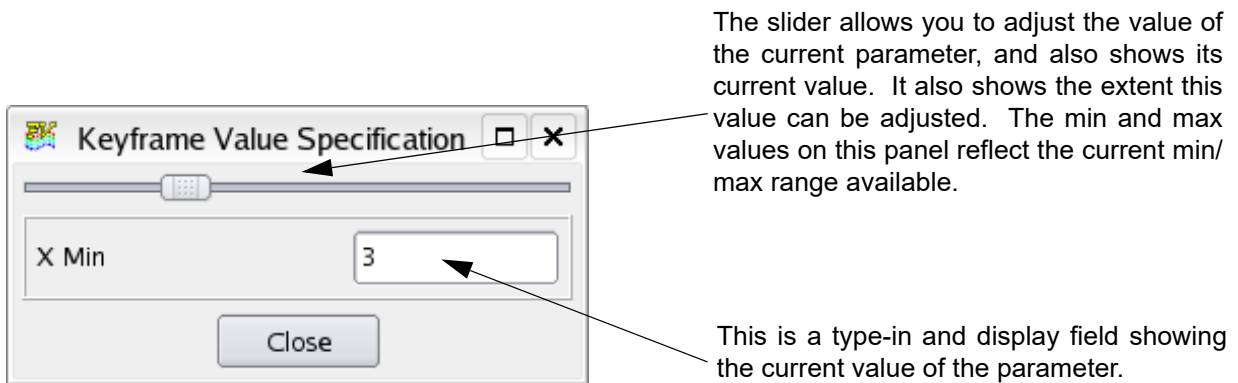 The slider allows you to adjust the value of
the current parameter, and also shows its
current value. It also shows the extent this
value can be adjusted. The min and max
values on this panel reflect the current min/
max range available.
Keyframe Value Specification
X Min
3
Close
This is a type-in and display field showing
the current value of the parameter.